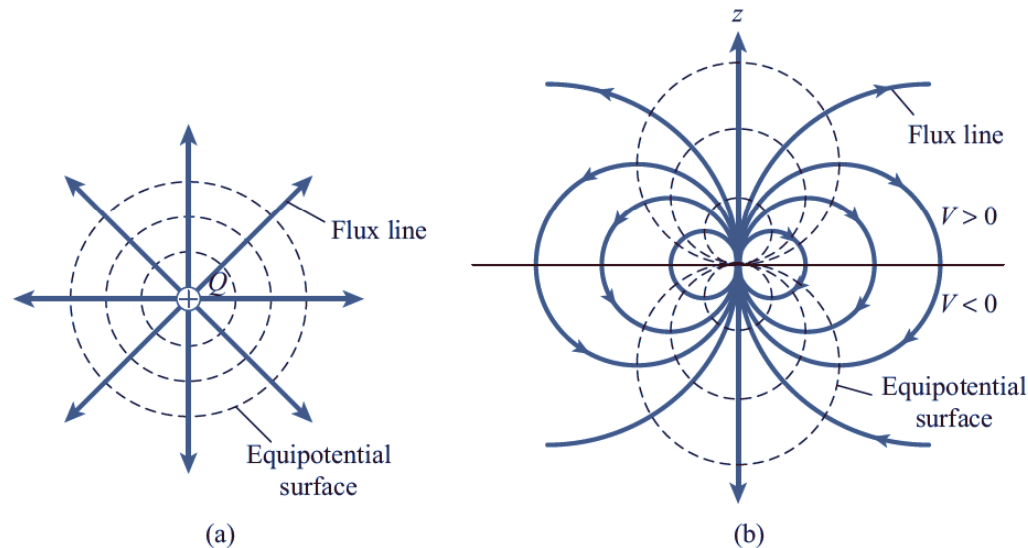 Q
Flux line
Equipotential
surface
(a)
z
Flux line
V > 0
V < 0
Equipotential
surface
(b)